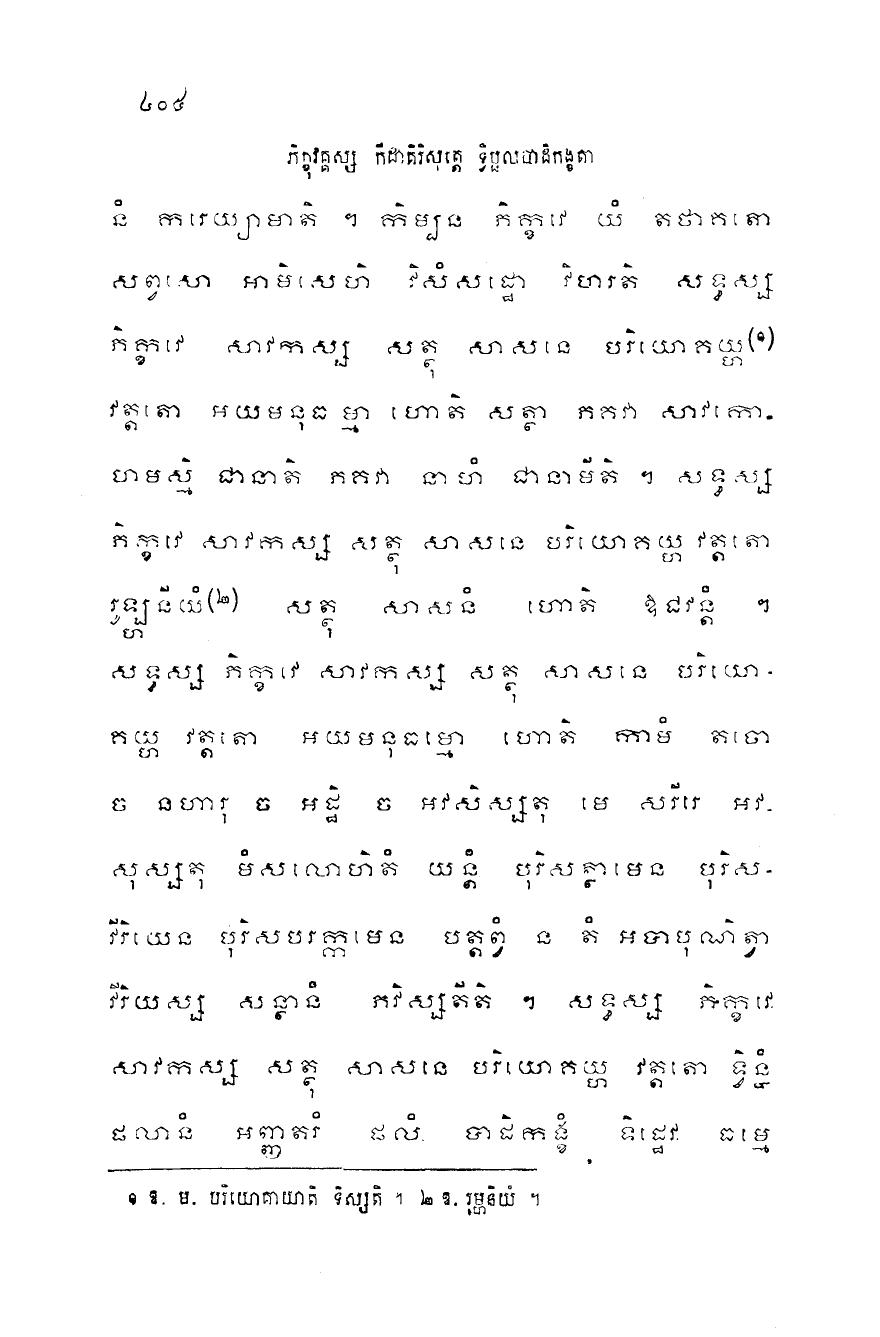 ៤០៥
ភិក្ខុវគ្គស្ស កីដាគិរិសុត្តេ ទ្វិប្ផលបាដិកង្ខតា
នំ ករេយ្យាមាតិ ។ កិម្បន ភិក្ខវេ យំ តថាគតោ
សព្វសោ អាមិសេហិ វិសំសដ្ឋោ វិហរតិ សទ្ធស្ស
ភិក្ខវេ សាវកស្ស សត្ថុ សាសនេ បរិយោគយ្ហ(១)
វត្តតោ អយមនុធម្មោ ហោតិ សត្ថា ភគវា សាវកោ-
ហមស្មិ ជានាតិ ភគវា នាហំ ជានាមីតិ ។ សទ្ធស្ស
ភិក្ខវេ សាវកស្ស សត្ថុ សាសនេ បរិយោគយ្ហ វត្តតោ
រូឡ្ហនីយំ(២) សត្ថុ សាសនំ ហោតិ ឱជវន្តំ ។
សទ្ធស្ស ភិក្ខវេ សាវកស្ស សត្ថុ សាសនេ បរិយោ-
គយ្ហ វត្តតោ អយមនុធម្មោ ហោតិ កាមំ តចោ
ច នហារុ ច អដ្ឋិ ច អវសិស្សតុ មេ សរីរេ អវ-
សុស្សតុ មំសលោហិតំ យន្តំ បុរិសត្ថាមេន បុរិស-
វីរិយេន បុរិសបរក្កមេន បត្តព្វំ ន តំ អបាបុណិត្វា
វីរិយស្ស សន្ថានំ ភវិស្សតីតិ ។ សទ្ធស្ស ភិក្ខវេ
សាវកស្ស សត្ថុ សាសនេ បរិយោគយ្ហ វត្តតោ ទ្វិន្នំ
ផលានំ អញ្ញតរំ ផលំ បាដិកង្ខំ ទិដ្ឋេវ ធម្មេ
១ ឱ. ម. បរិយោគាយាតិ ទិស្សតិ ។ ២ ឱ. រុម្ហនិយំ ។